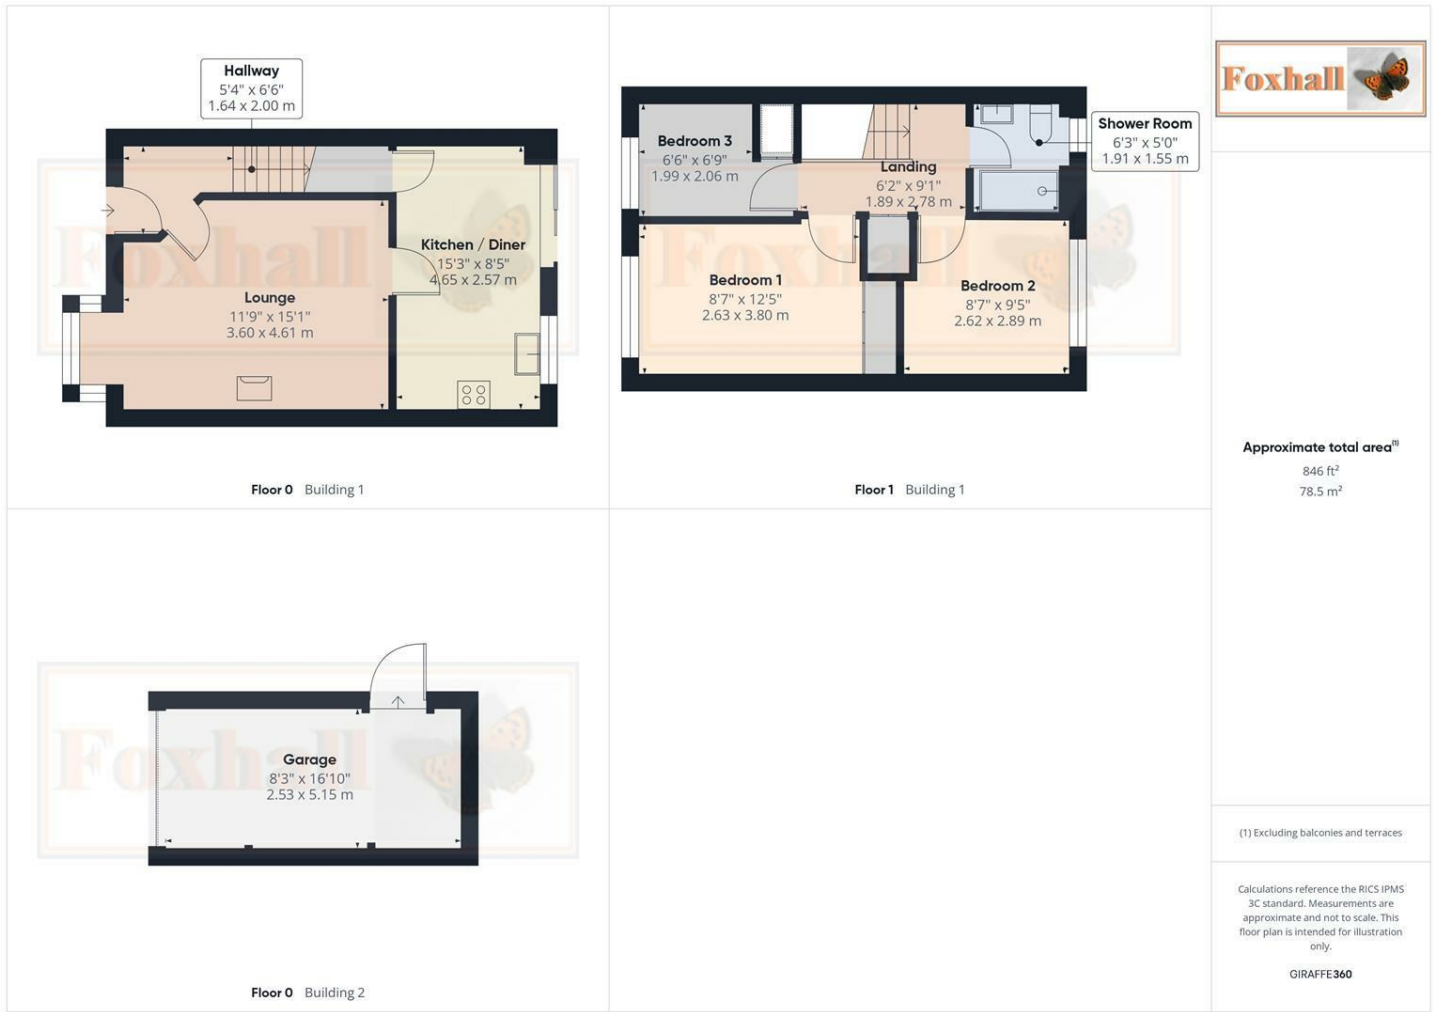 Hallway
5'4" x 6'6"
1.64 x 2.00 m
Lounge
11'9" x 15'1"
3.60 x 4.61 m
Kitchen / Diner
15'3" x 8'5"
4.65 x 2.57 m
Foxhall
Floor 0 Building 1
Bedroom 3
6'6" x 6'9"
1.99 x 2.06 m
Landing
6'2" x 9'1"
1.89 x 2.78 m
Shower Room
6'3" x 5'0"
1.91 x 1.55 m
Bedroom 1
8'7" x 12'5"
2.63 x 3.80 m
Bedroom 2
8'7" x 9'5"
2.62 x 2.89 m
Foxhall
Floor 1 Building 1
Garage
8'3" x 16'10"
2.53 x 5.15 m
Foxhall
Floor 0 Building 2
Foxhall
Approximate total area(1)
846 ft²
78.5 m²
(1) Excluding balconies and terraces
Calculations reference the RICS IPMS
3C standard. Measurements are
approximate and not to scale. This
floor plan is intended for illustration
only.
GIRAFFE360